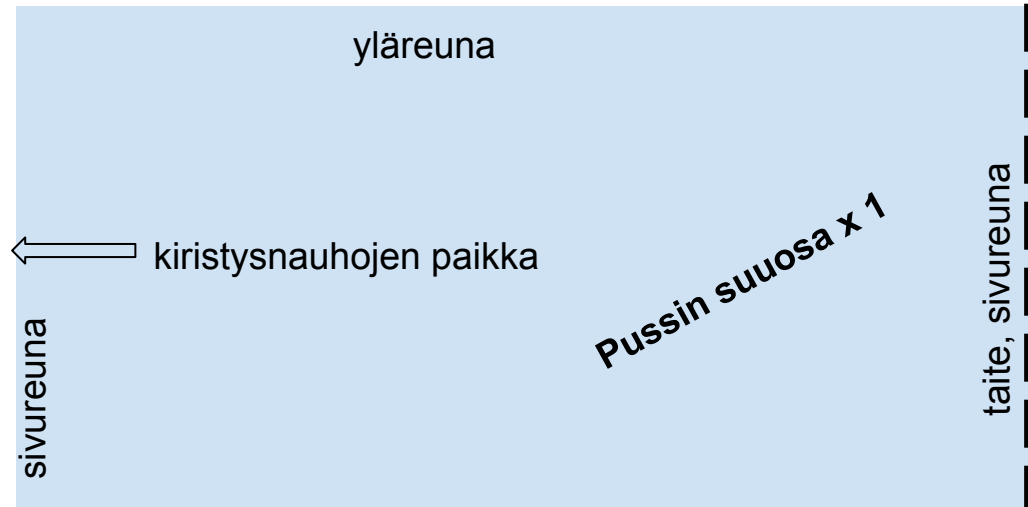 yläreuna
kiristysnauhojen paikka
Pussin suuosa x 1
sivureuna
taite, sivureuna